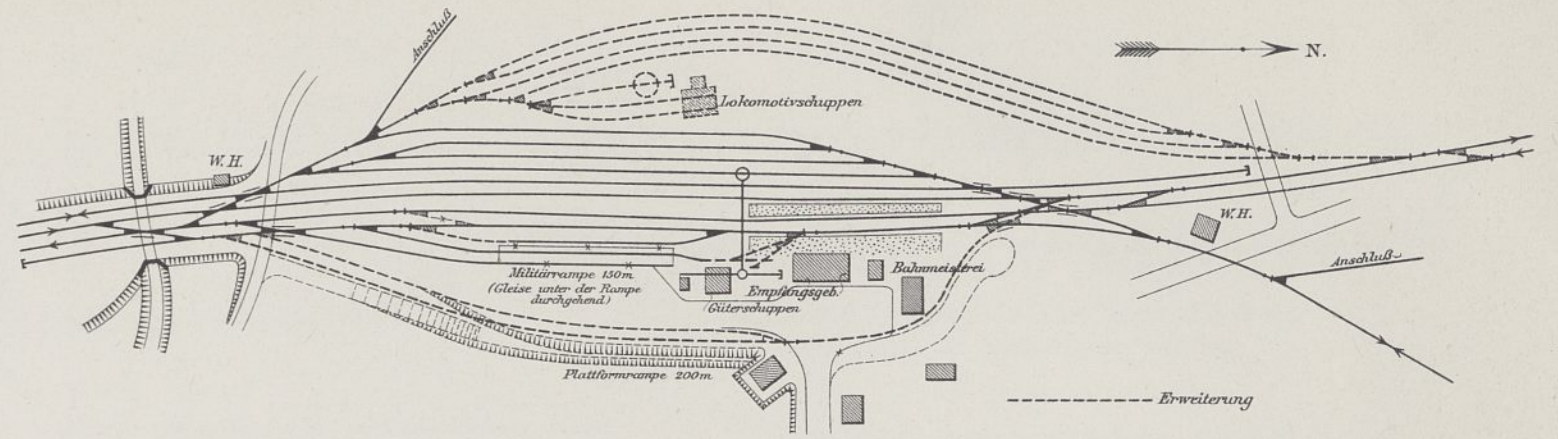 Anschluß
N.
Lokomotivschuppen
W. H.
W. H.
Militärrampe 150m
(Gleise unter der Rampe
durchgehend)
Empfangsgeb.
Güterschuppen
Bahnmeisterei
Anschluß
Plattformrampe 200m
Erweiterung